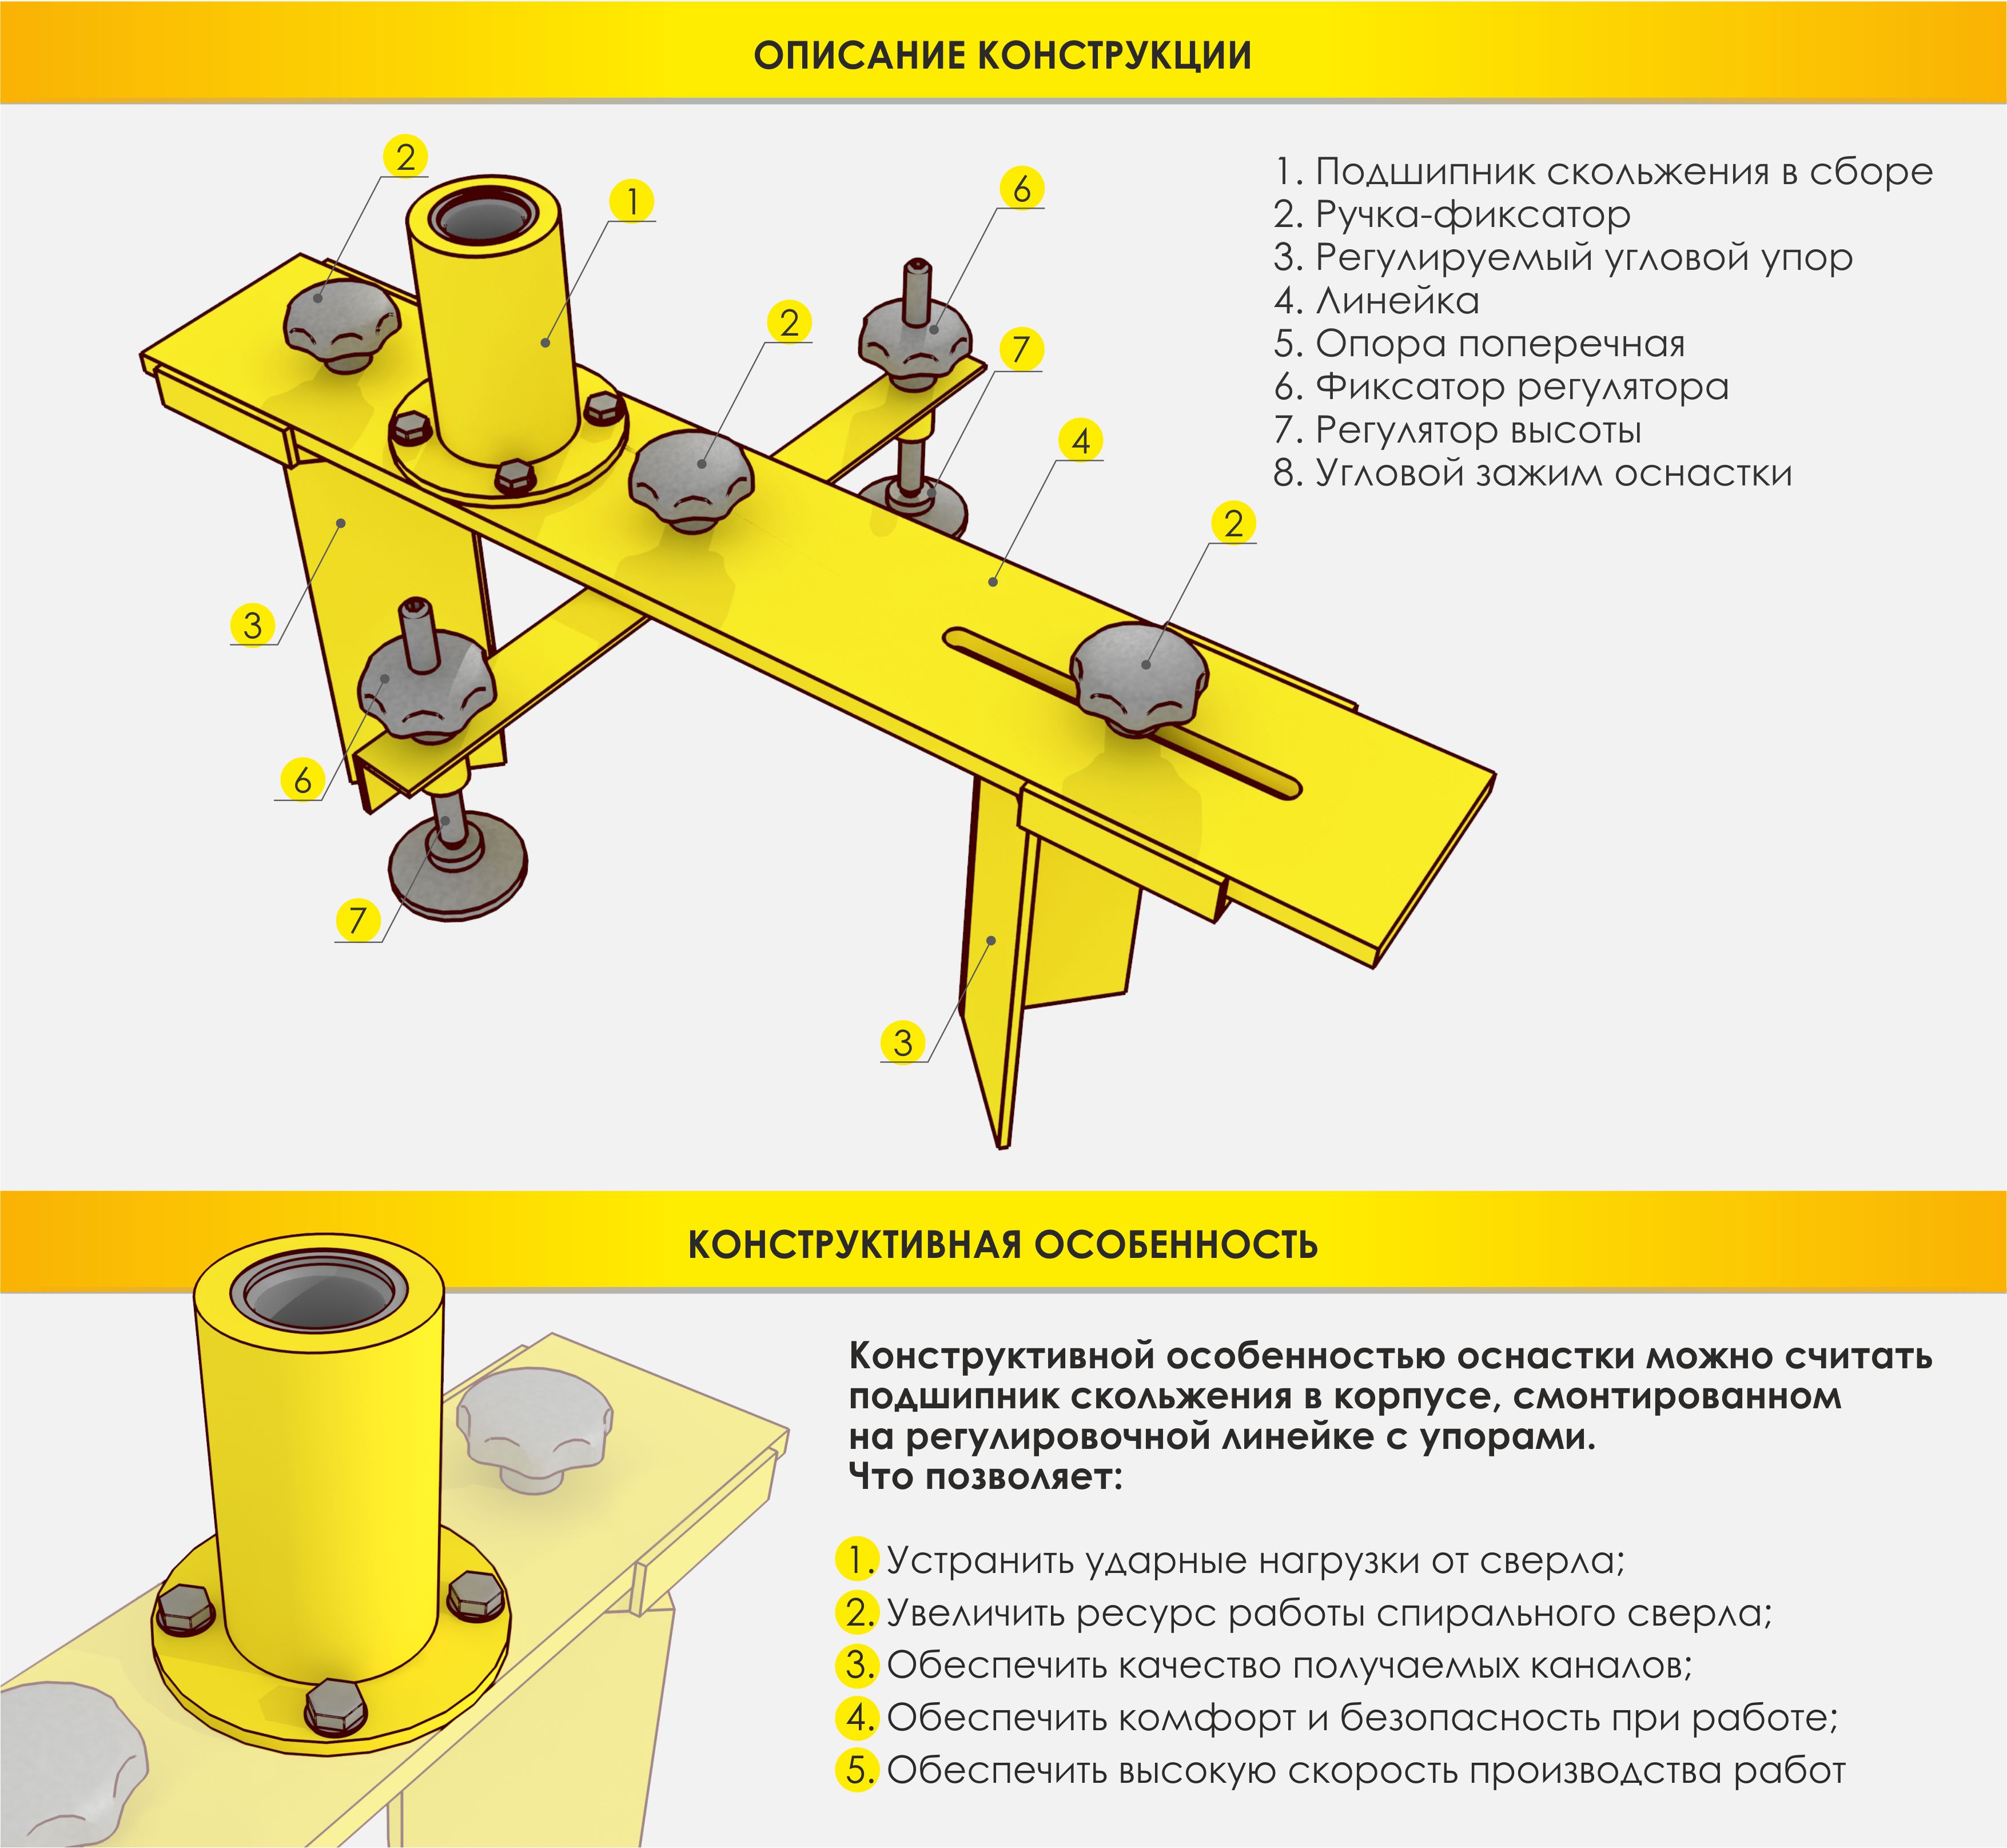 ОПИСАНИЕ КОНСТРУКЦИИ
2
1
6
2
7
4
2
3
6
7
3
1. Подшипник скольжения в сборе
2. Ручка-фиксатор
3. Регулируемый угловой упор
4. Линейка
5. Опора поперечная
6. Фиксатор регулятора
7. Регулятор высоты
8. Угловой зажим оснастки
КОНСТРУКТИВНАЯ ОСОБЕННОСТЬ
Конструктивной особенностью оснастки можно считать
подшипник скольжения в корпусе, смонтированном
на регулировочной линейке с упорами.
Что позволяет:
1. Устранить ударные нагрузки от сверла;
2. Увеличить ресурс работы спирального сверла;
3. Обеспечить качество получаемых каналов;
4. Обеспечить комфорт и безопасность при работе;
5. Обеспечить высокую скорость производства работ